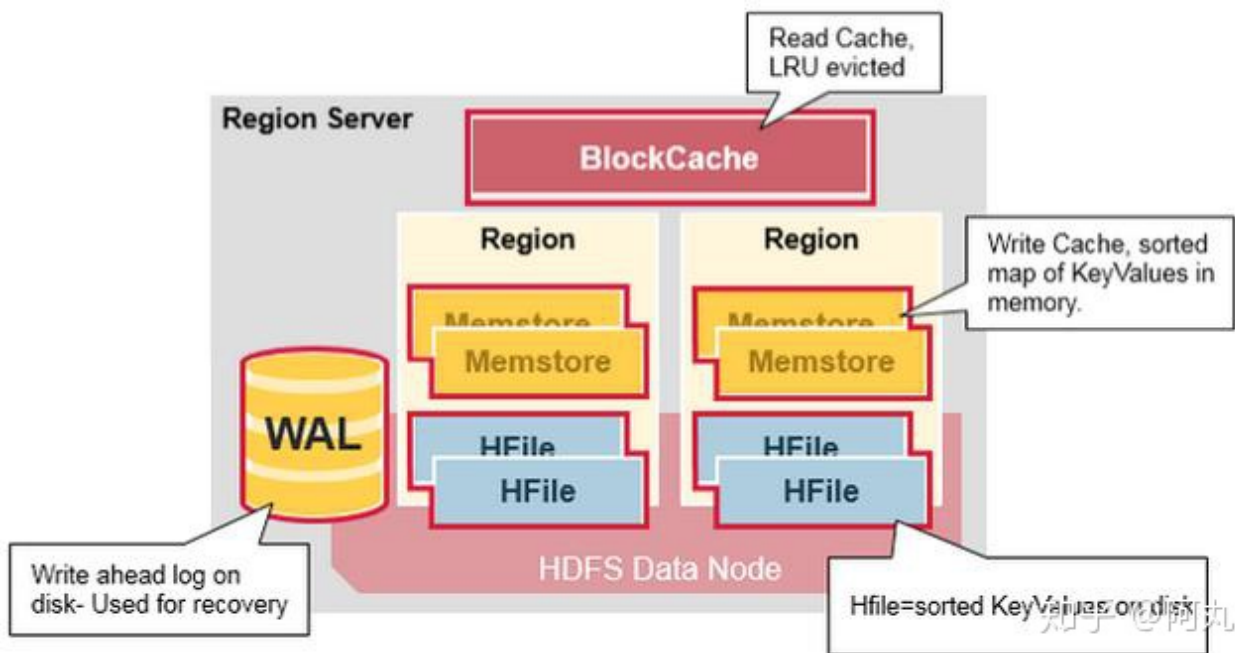 Read Cache,
LRU evicted
Region Server
BlockCache
Region
Region
Write Cache, sorted
map of KeyValues in
memory.
Memstore
Memstore
Memstore
Memstore
WAL
HFile
HFile
HFile
HFile
Write ahead log on
disk- Used for recovery
HDFS Data Node
Hfile=sorted KeyValues on disk
知乎 @阿丸